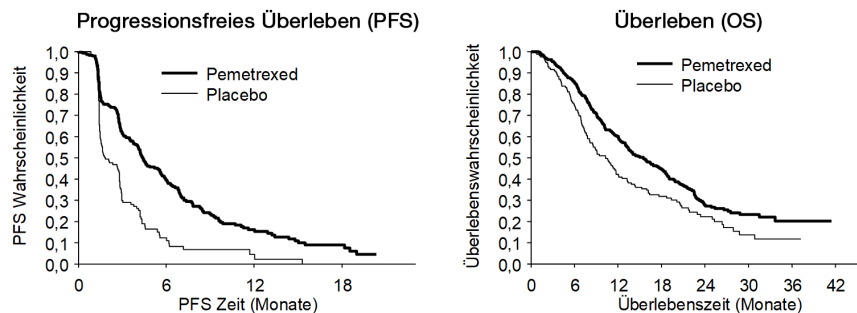 Progressionsfreies Überleben (PFS)
PFS Wahrscheinlichkeit
1,0
0,9
0,8
0,7
0,6
0,5
0,4
0,3
0,2
0,1
0,0
Pemetrexed
Placebo
0 6 12 18
PFS Zeit (Monate)
Überleben (OS)
Überlebenswahrscheinlichkeit
1,0
0,9
0,8
0,7
0,6
0,5
0,4
0,3
0,2
0,1
0,0
Pemetrexed
Placebo
0 6 12 18 24 30 36 42
Überlebenszeit (Monate)